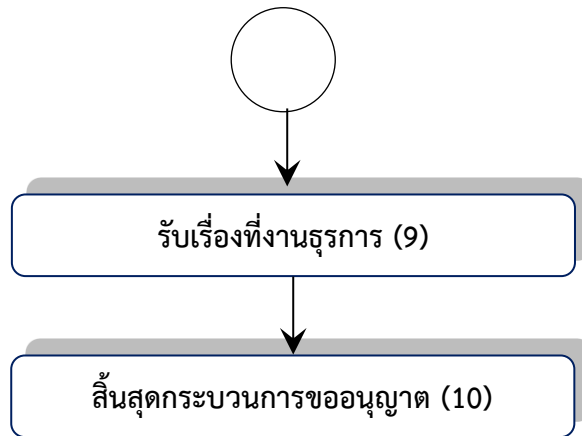 รับเรื่องที่งานธุรการ (9)
สิ้นสุดกระบวนการขออนุญาต (10)